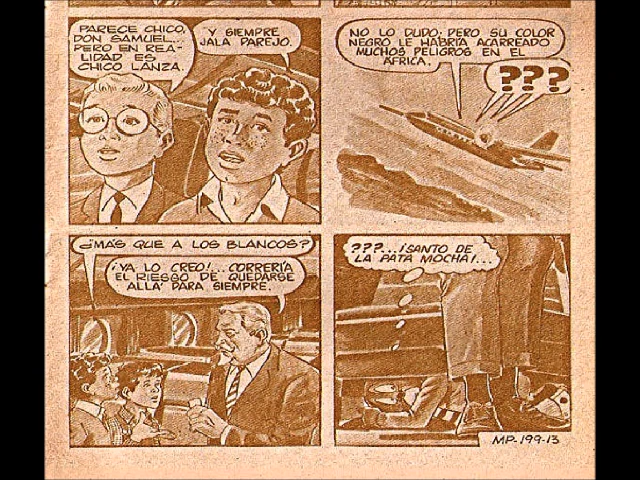 PARECE CHICO,
DON SAMUEL...
PERO EN REA-
LIDAD ES
CHICO LANZA.
Y SIEMPRE
JALA PAREJO.
NO LO DUDO; PERO SU COLOR
NEGRO LE HABRÍA ACARREADO
MUCHOS PELIGROS EN EL
ÁFRICA.
???
¿MÁS QUE A LOS BLANCOS?
¡YA LO CREO!... CORRERÍA
EL RIESGO DE QUEDARSE
ALLÁ PARA SIEMPRE.
???...¡SANTO DE
LA PATA MOCHA!...
MP-199-13